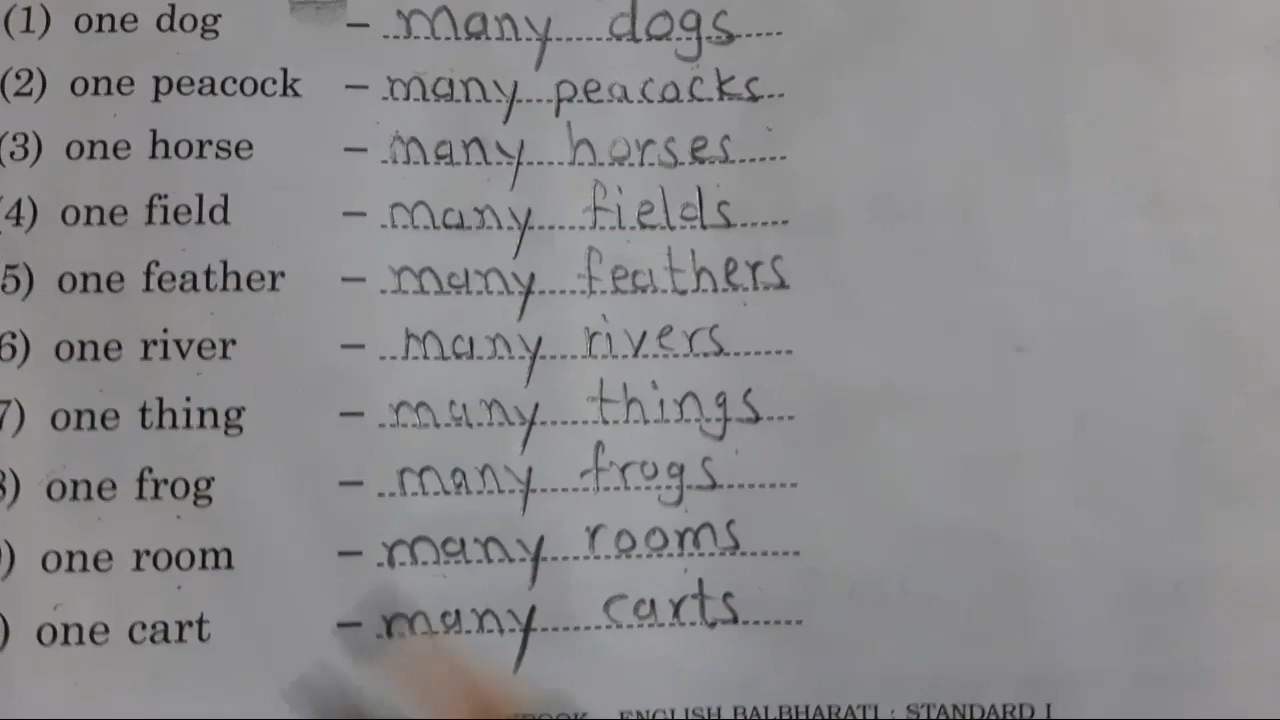 (1) one dog – many dogs
(2) one peacock – many peacocks
(3) one horse – many horses
4) one field – many fields
5) one feather – many feathers
6) one river – many rivers
7) one thing – many things
) one frog – many frogs
) one room – many rooms
) one cart – many carts
ENGLISH BALBHARATI : STANDARD I